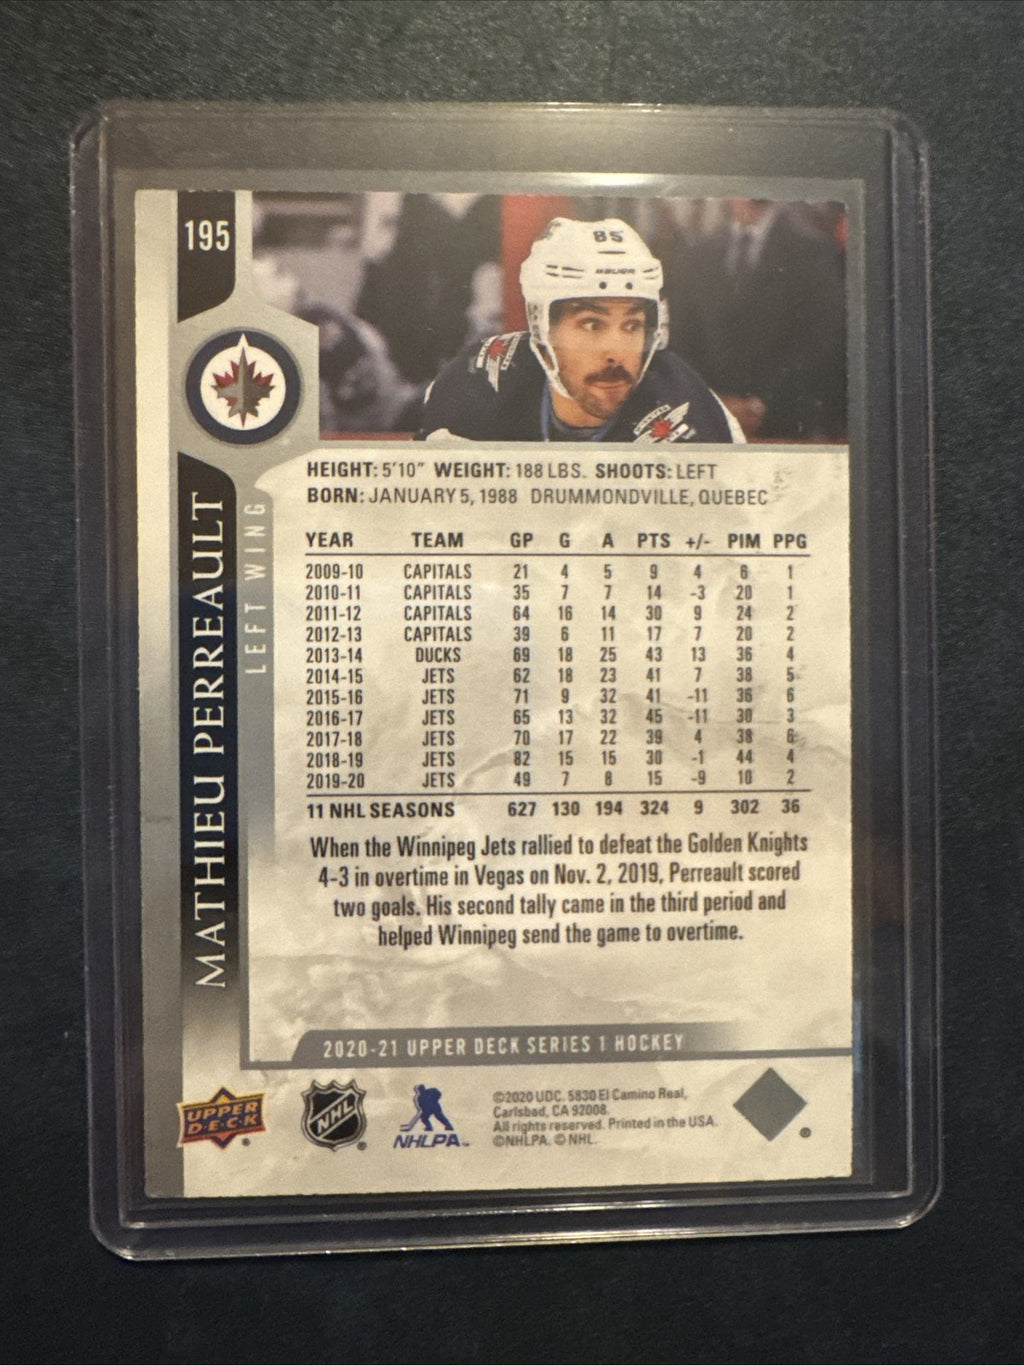 195
85
BAUER
MATHIEU PERREAULT
LEFT WING
HEIGHT: 5'10" WEIGHT: 188 LBS. SHOOTS: LEFT
BORN: JANUARY 5, 1988 DRUMMONDVILLE, QUEBEC
YEAR TEAM GP G A PTS +/- PIM PPG
2009-10 CAPITALS 21 4 5 9 4 6 1
2010-11 CAPITALS 35 7 7 14 -3 20 1
2011-12 CAPITALS 64 16 14 30 9 24 2
2012-13 CAPITALS 39 6 11 17 7 20 2
2013-14 DUCKS 69 18 25 43 13 36 4
2014-15 JETS 62 18 23 41 7 38 5
2015-16 JETS 71 9 32 41 -11 36 6
2016-17 JETS 65 13 32 45 -11 30 3
2017-18 JETS 70 17 22 39 4 38 6
2018-19 JETS 82 15 15 30 -1 44 4
2019-20 JETS 49 7 8 15 -9 10 2
11 NHL SEASONS 627 130 194 324 9 302 36
When the Winnipeg Jets rallied to defeat the Golden Knights
4-3 in overtime in Vegas on Nov. 2, 2019, Perreault scored
two goals. His second tally came in the third period and
helped Winnipeg send the game to overtime.
2020-21 UPPER DECK SERIES 1 HOCKEY
UPPER
DECK
®
NHL
®
NHLPA™
©2020 UDC. 5830 El Camino Real,
Carlsbad, CA 92008.
All rights reserved. Printed in the USA.
©NHLPA. ©NHL.
®